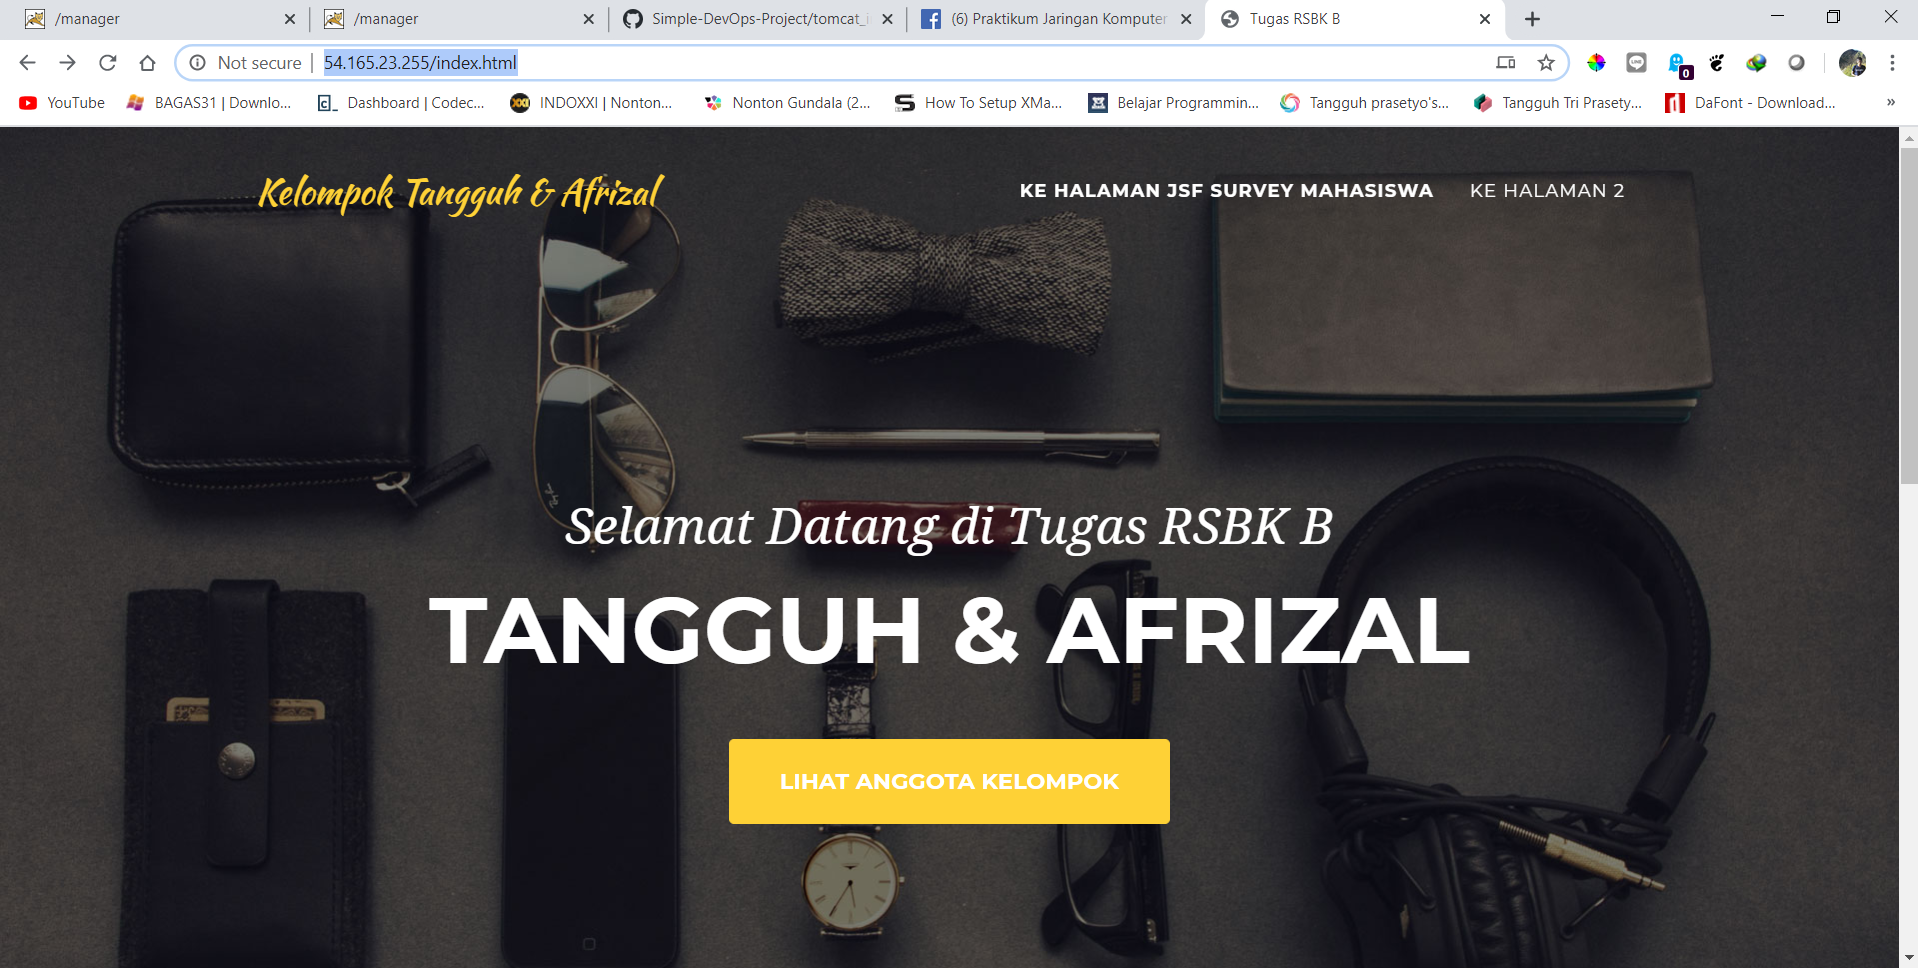 /manager
/manager
Simple-DevOps-Project/tomcat_i
(6) Praktikum Jaringan Komputer
Tugas RSBK B
Not secure
54.165.23.255/index.html
0
YouTube
BAGAS31 | Downlo...
Dashboard | Codec...
INDOXXI | Nonton...
Nonton Gundala (2...
How To Setup XMa...
Belajar Programmin...
Tangguh prasetyo's...
Tangguh Tri Prasety...
DaFont - Download...
»
Kelompok Tangguh & Afrizal
KE HALAMAN JSF SURVEY MAHASISWA
KE HALAMAN 2
Selamat Datang di Tugas RSBK B
TANGGUH & AFRIZAL
LIHAT ANGGOTA KELOMPOK